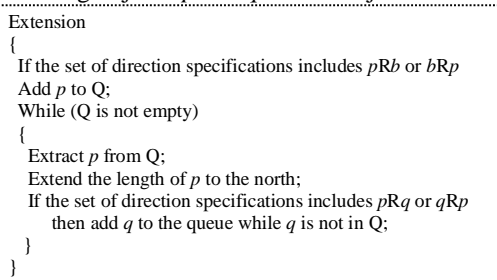 Extension
{
If the set of direction specifications includes pRb or bRp
Add p to Q;
While (Q is not empty)
{
Extract p from Q;
Extend the length of p to the north;
If the set of direction specifications includes pRq or qRp
then add q to the queue while q is not in Q;
}
}